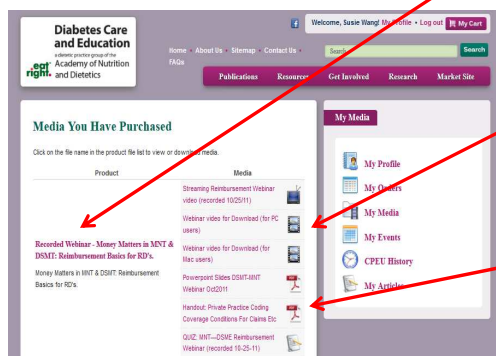 Diabetes Care
and Education
a dietetic practice group of the
eat right. Academy of Nutrition
and Dietetics
Welcome, Susie Wang! My Profile • Log out My Cart
Home • About Us • Sitemap • Contact Us •
FAQs
Search
Search
Publications Resources Get Involved Research Market Site
Media You Have Purchased
Click on the file name in the product file list to view or download media.
Product Media
Streaming Reimbursement Webinar
video (recorded 10/25/11)
Webinar video for Download (for PC
users)
Recorded Webinar - Money Matters in MNT &
DSMT: Reimbursement Basics for RD's.
Money Matters in MNT & DSMT: Reimbursement
Basics for RD's.
Webinar video for Download (for
Mac users)
Powerpoint Slides DSMT-MNT
Webinar Oct2011
Handout: Private Practice Coding
Coverage Conditions For Claims Etc
QUIZ: MNT—DSME Reimbursement
Webinar (recorded 10-25-11)
My Media
My Profile
My Orders
My Media
My Events
CPEU History
My Articles